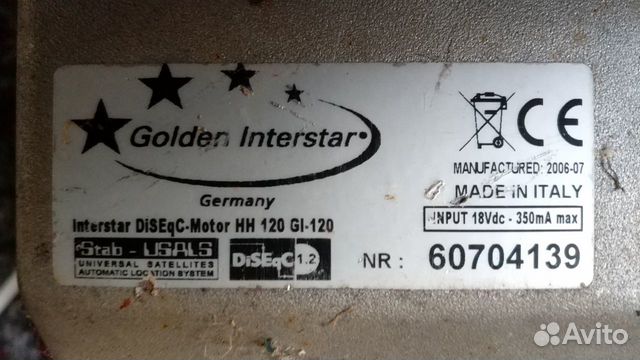 Golden Interstar
Germany
Interstar DiSEqC-Motor HH 120 GI-120
Stab - USALS
UNIVERSAL SATELLITES
AUTOMATIC LOCATION SYSTEM
DiSEqC 1.2
CE
MANUFACTURED: 2006-07
MADE IN ITALY
INPUT 18Vdc - 350mA max
NR : 60704139
Avito